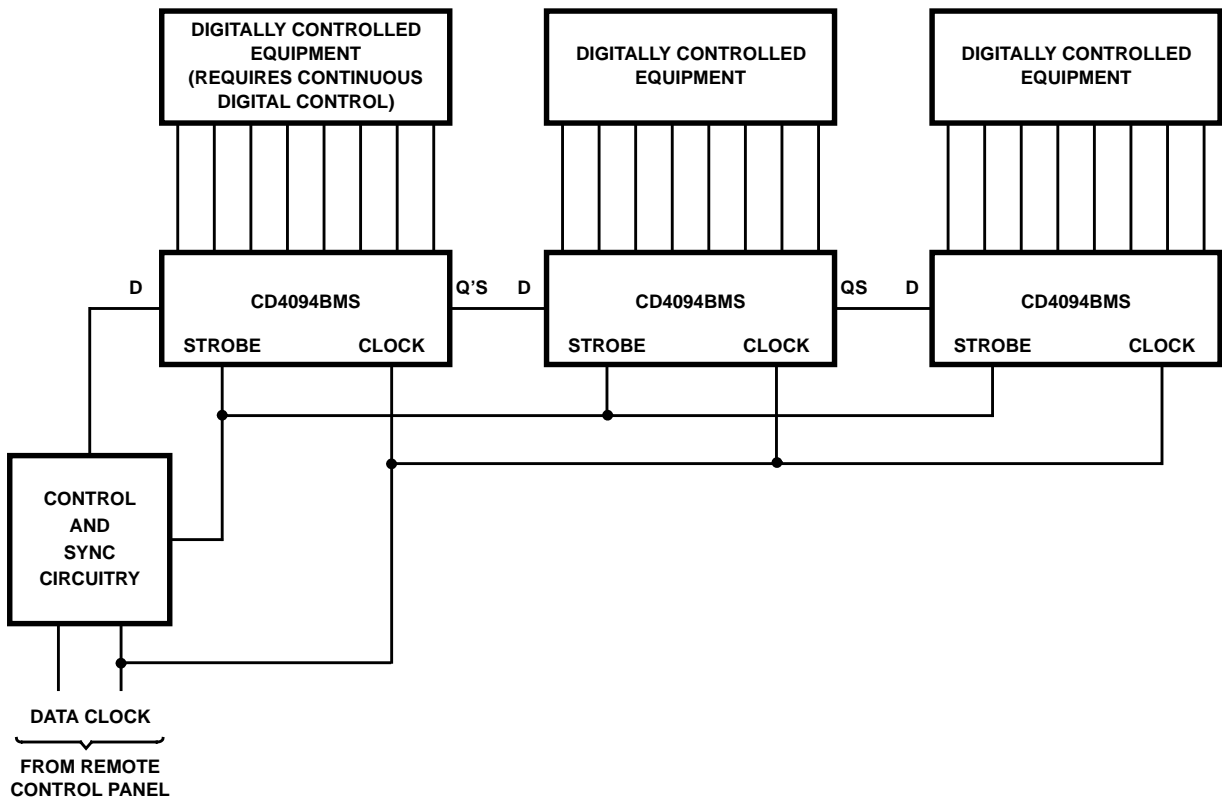 DIGITALLY CONTROLLED
EQUIPMENT
(REQUIRES CONTINUOUS
DIGITAL CONTROL)
DIGITALLY CONTROLLED
EQUIPMENT
DIGITALLY CONTROLLED
EQUIPMENT
D
CD4094BMS
STROBE
CLOCK
Q'S
D
CD4094BMS
STROBE
CLOCK
QS
D
CD4094BMS
STROBE
CLOCK
CONTROL
AND
SYNC
CIRCUITRY
DATA CLOCK
FROM REMOTE
CONTROL PANEL